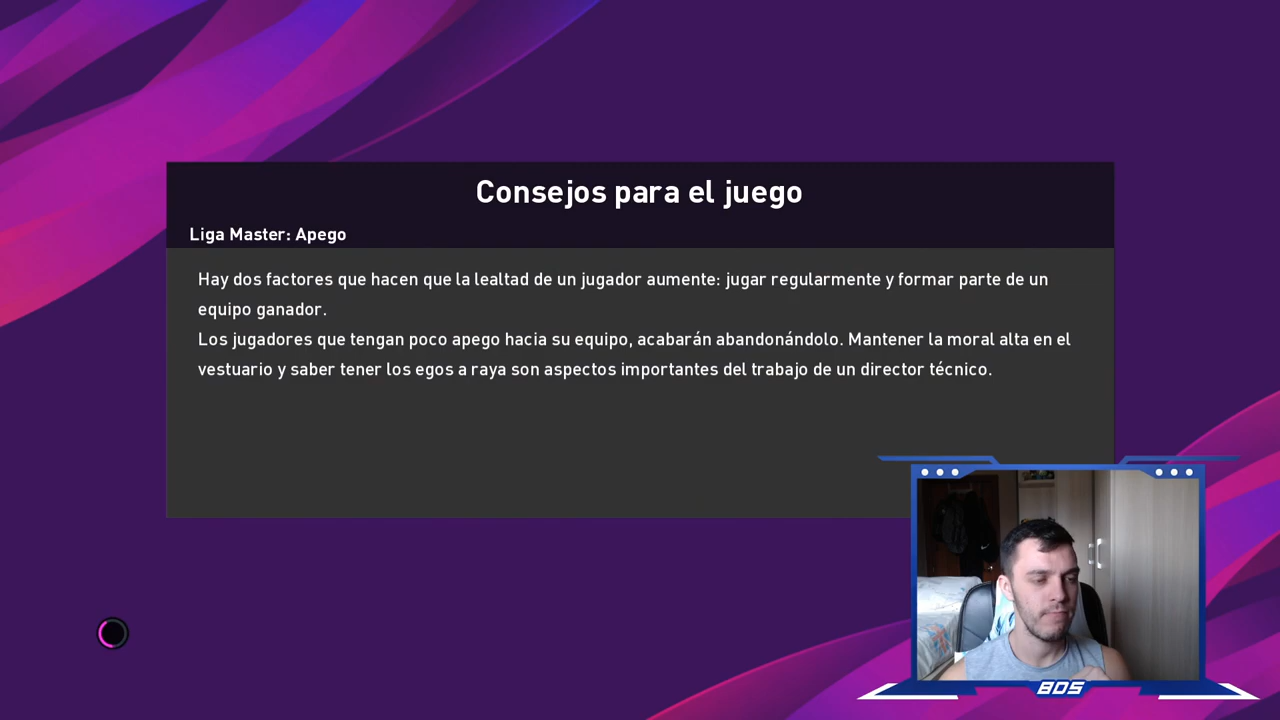 Consejos para el juego
Liga Master: Apego
Hay dos factores que hacen que la lealtad de un jugador aumente: jugar regularmente y formar parte de un
equipo ganador.
Los jugadores que tengan poco apego hacia su equipo, acabarán abandonándolo. Mantener la moral alta en el
vestuario y saber tener los egos a raya son aspectos importantes del trabajo de un director técnico.
BDS